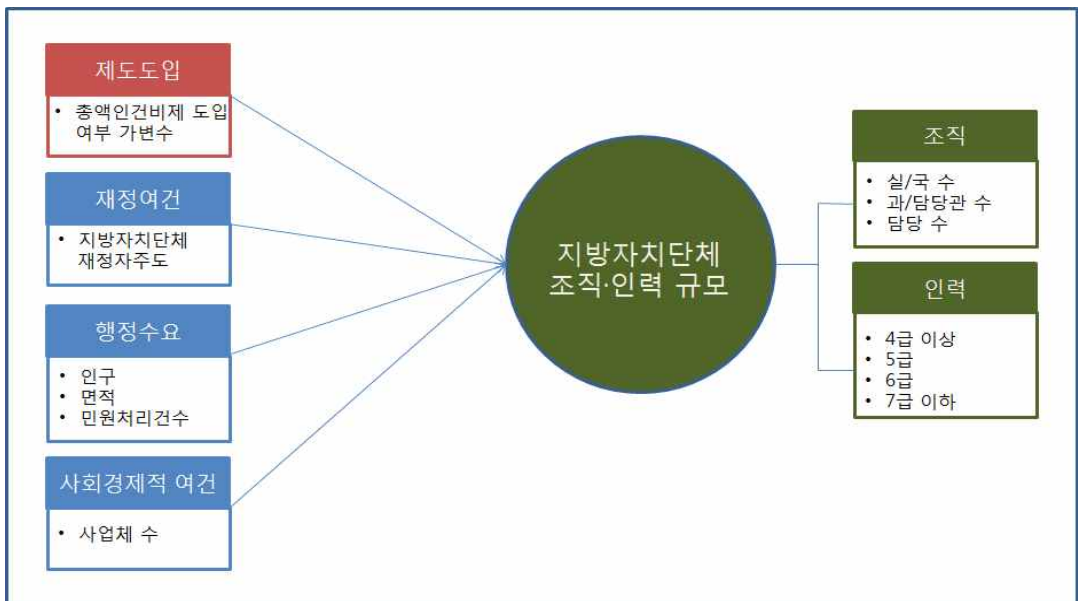 제도도입
• 총액인건비제 도입
여부 가변수
재정여건
• 지방자치단체
재정자주도
행정수요
• 인구
• 면적
• 민원처리건수
사회경제적 여건
• 사업체 수
지방자치단체
조직·인력 규모
조직
• 실/국 수
• 과/담당관 수
• 담당 수
인력
• 4급 이상
• 5급
• 6급
• 7급 이하